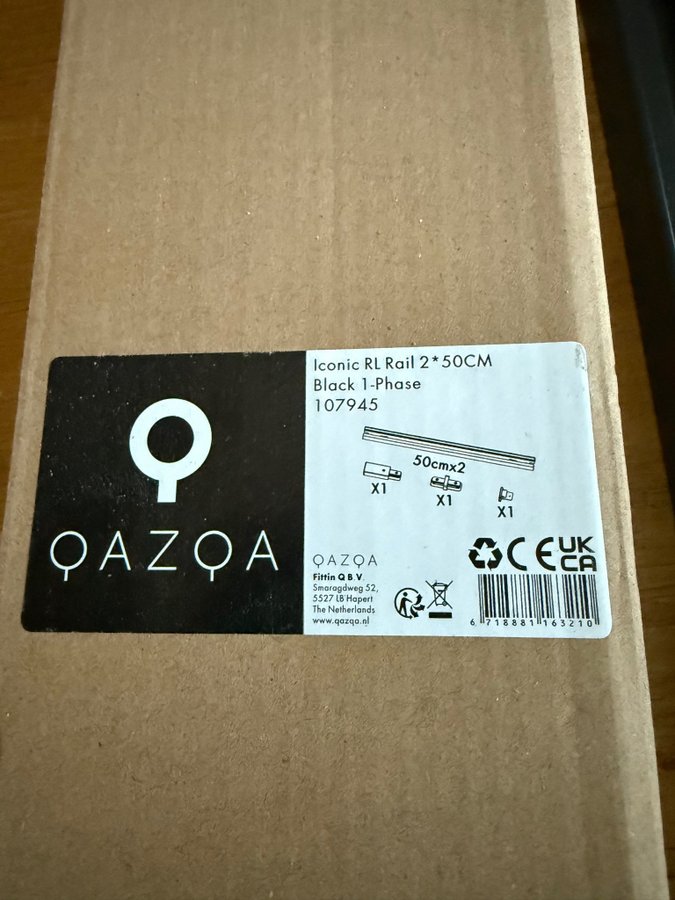 QAZQA
Iconic RL Rail 2*50CM
Black 1-Phase
107945
50cmx2
X1
X1
X1
QAZQA
Fittin Q B.V.
Smaragdweg 52,
5527 LB Hapert
The Netherlands
www.qazqa.nl
CE
UK
CA
6 718881 163210